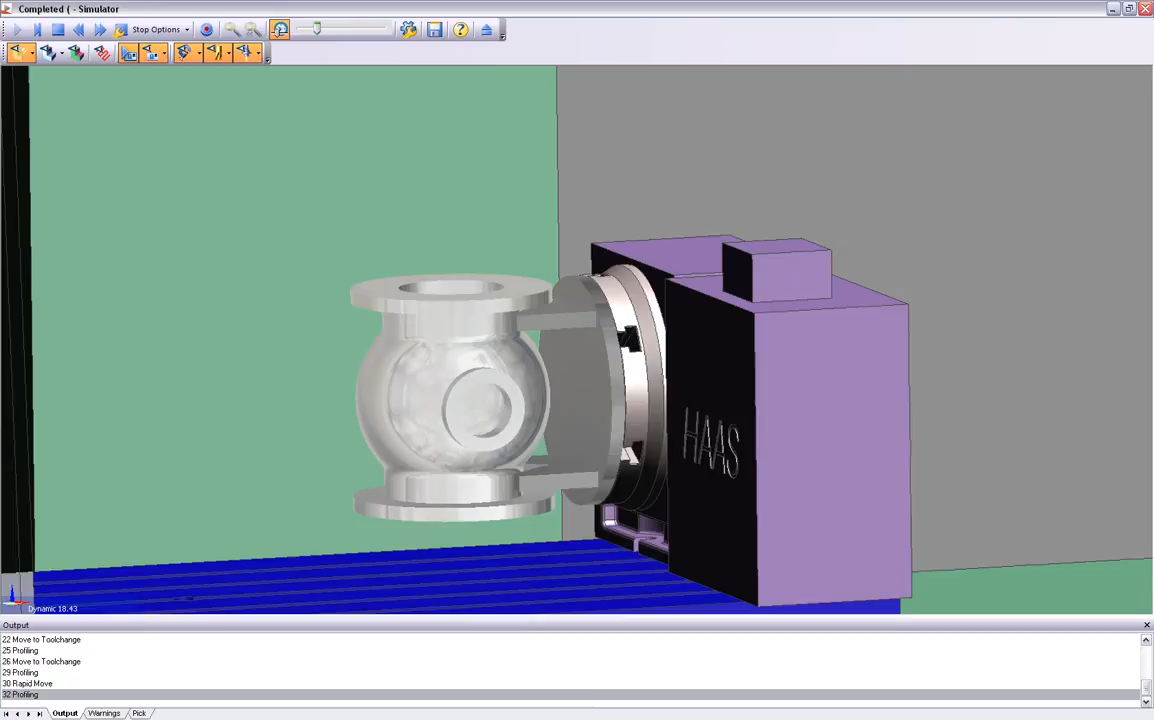 Completed ( - Simulator
Stop Options
HAAS
Dynamic 18.43
Output
22 Move to Toolchange
25 Profiling
26 Move to Toolchange
29 Profiling
30 Rapid Move
32 Profiling
Output Warnings Pick